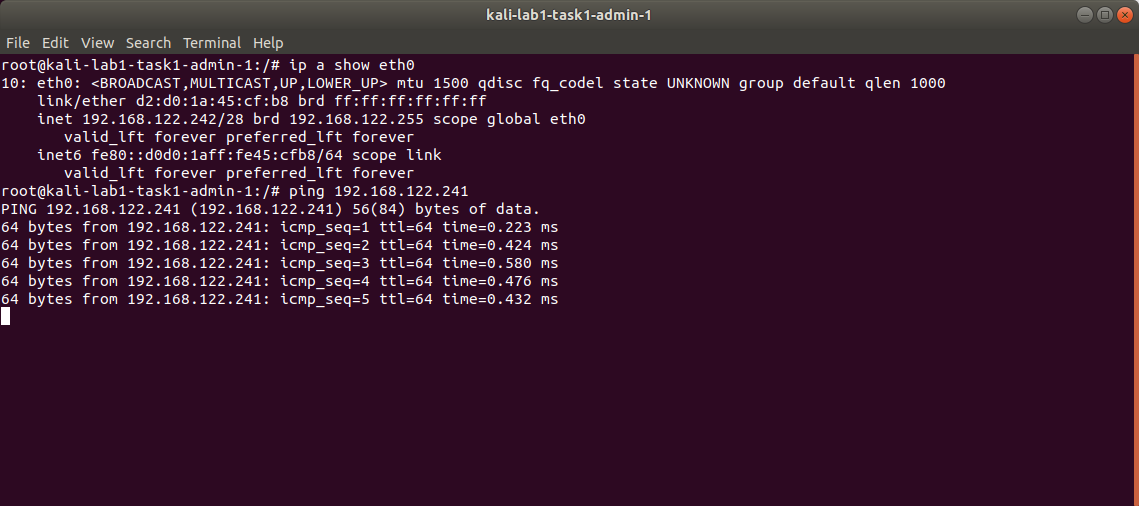 kali-lab1-task1-admin-1
File Edit View Search Terminal Help
root@kali-lab1-task1-admin-1:/# ip a show eth0
10: eth0: <BROADCAST,MULTICAST,UP,LOWER_UP> mtu 1500 qdisc fq_codel state UNKNOWN group default qlen 1000
    link/ether d2:d0:1a:45:cf:b8 brd ff:ff:ff:ff:ff:ff
    inet 192.168.122.242/28 brd 192.168.122.255 scope global eth0
       valid_lft forever preferred_lft forever
    inet6 fe80::d0d0:1aff:fe45:cfb8/64 scope link
       valid_lft forever preferred_lft forever
root@kali-lab1-task1-admin-1:/# ping 192.168.122.241
PING 192.168.122.241 (192.168.122.241) 56(84) bytes of data.
64 bytes from 192.168.122.241: icmp_seq=1 ttl=64 time=0.223 ms
64 bytes from 192.168.122.241: icmp_seq=2 ttl=64 time=0.424 ms
64 bytes from 192.168.122.241: icmp_seq=3 ttl=64 time=0.580 ms
64 bytes from 192.168.122.241: icmp_seq=4 ttl=64 time=0.476 ms
64 bytes from 192.168.122.241: icmp_seq=5 ttl=64 time=0.432 ms